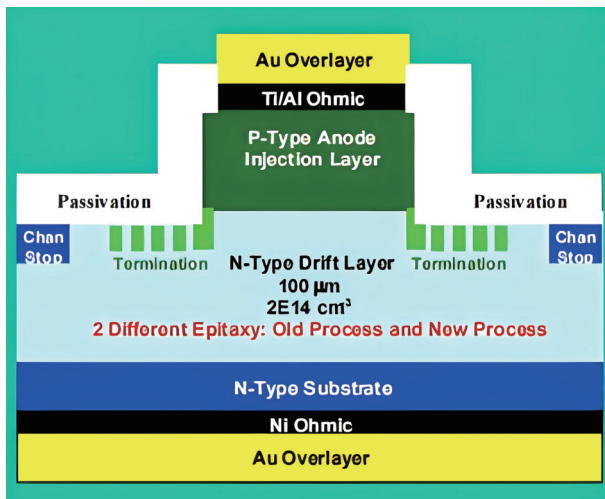 Au Overlayer
Ti/Al Ohmic
P-Type Anode
Injection Layer
Passivation
Passivation
Chan
Stop
Chan
Stop
Termination
Termination
N-Type Drift Layer
100 µm
2E14 cm³
2 Different Epitaxy: Old Process and New Process
N-Type Substrate
Ni Ohmic
Au Overlayer